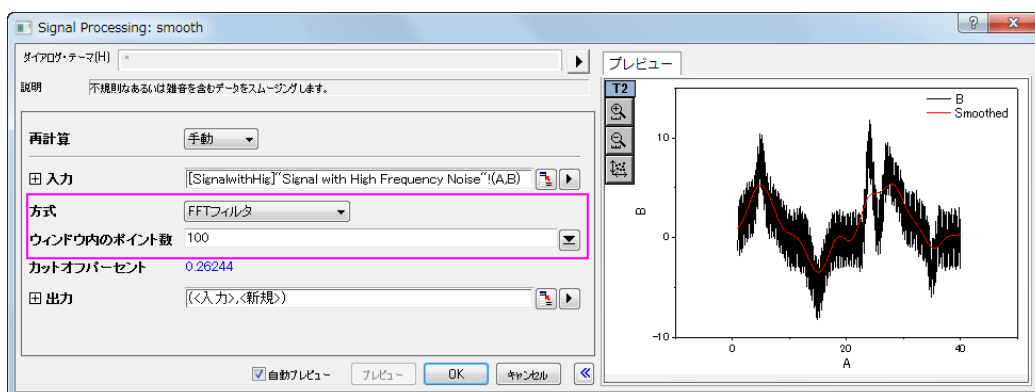 Signal Processing: smooth
ダイアログ・テーマ(H) *
説明 不規則なあるいは雑音を含むデータをスムージングします。
再計算 手動
入力 [SignalwithHig]"Signal with High Frequency Noise"!(A,B)
方式 FFTフィルタ
ウィンドウ内のポイント数 100
カットオフパーセント 0.26244
出力 (<入力>,<新規>)
自動プレビュー プレビュー OK キャンセル
プレビュー
T2
B
Smoothed
10
0
-10
B
0 20 40
A